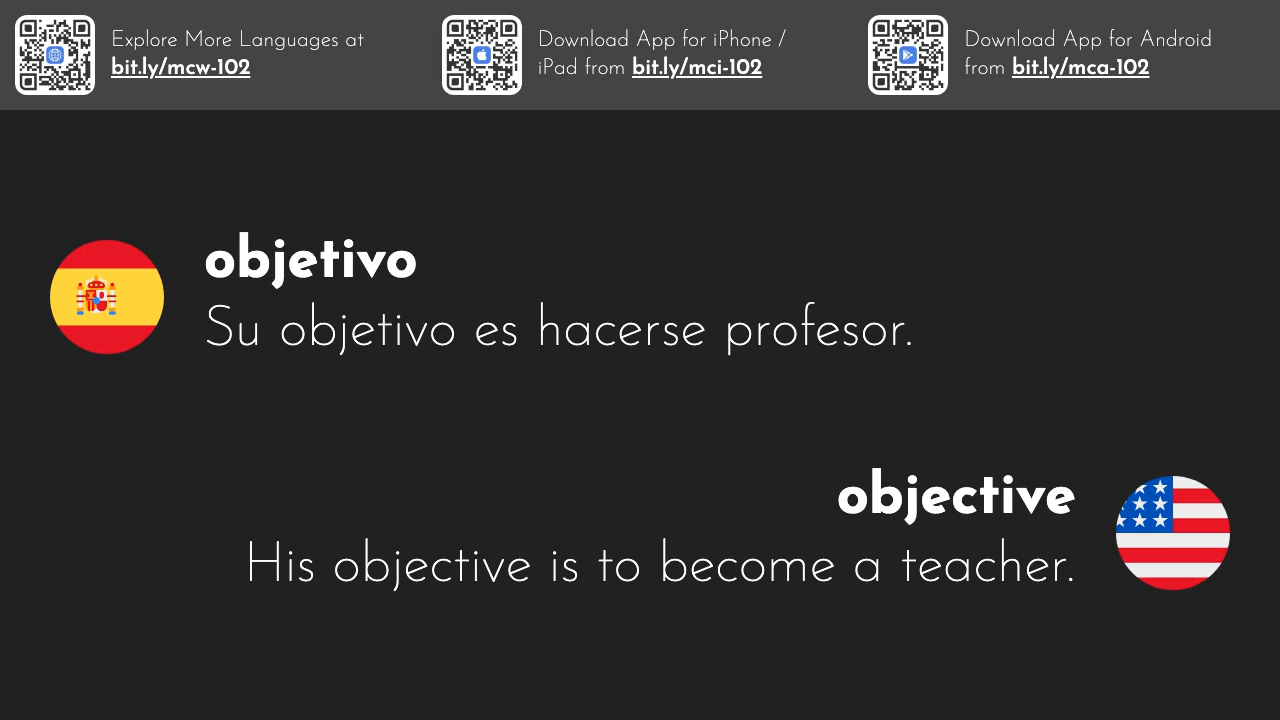 Explore More Languages at
bit.ly/mcw-102
Download App for iPhone /
iPad from bit.ly/mci-102
Download App for Android
from bit.ly/mca-102
objetivo
Su objetivo es hacerse profesor.
objective
His objective is to become a teacher.